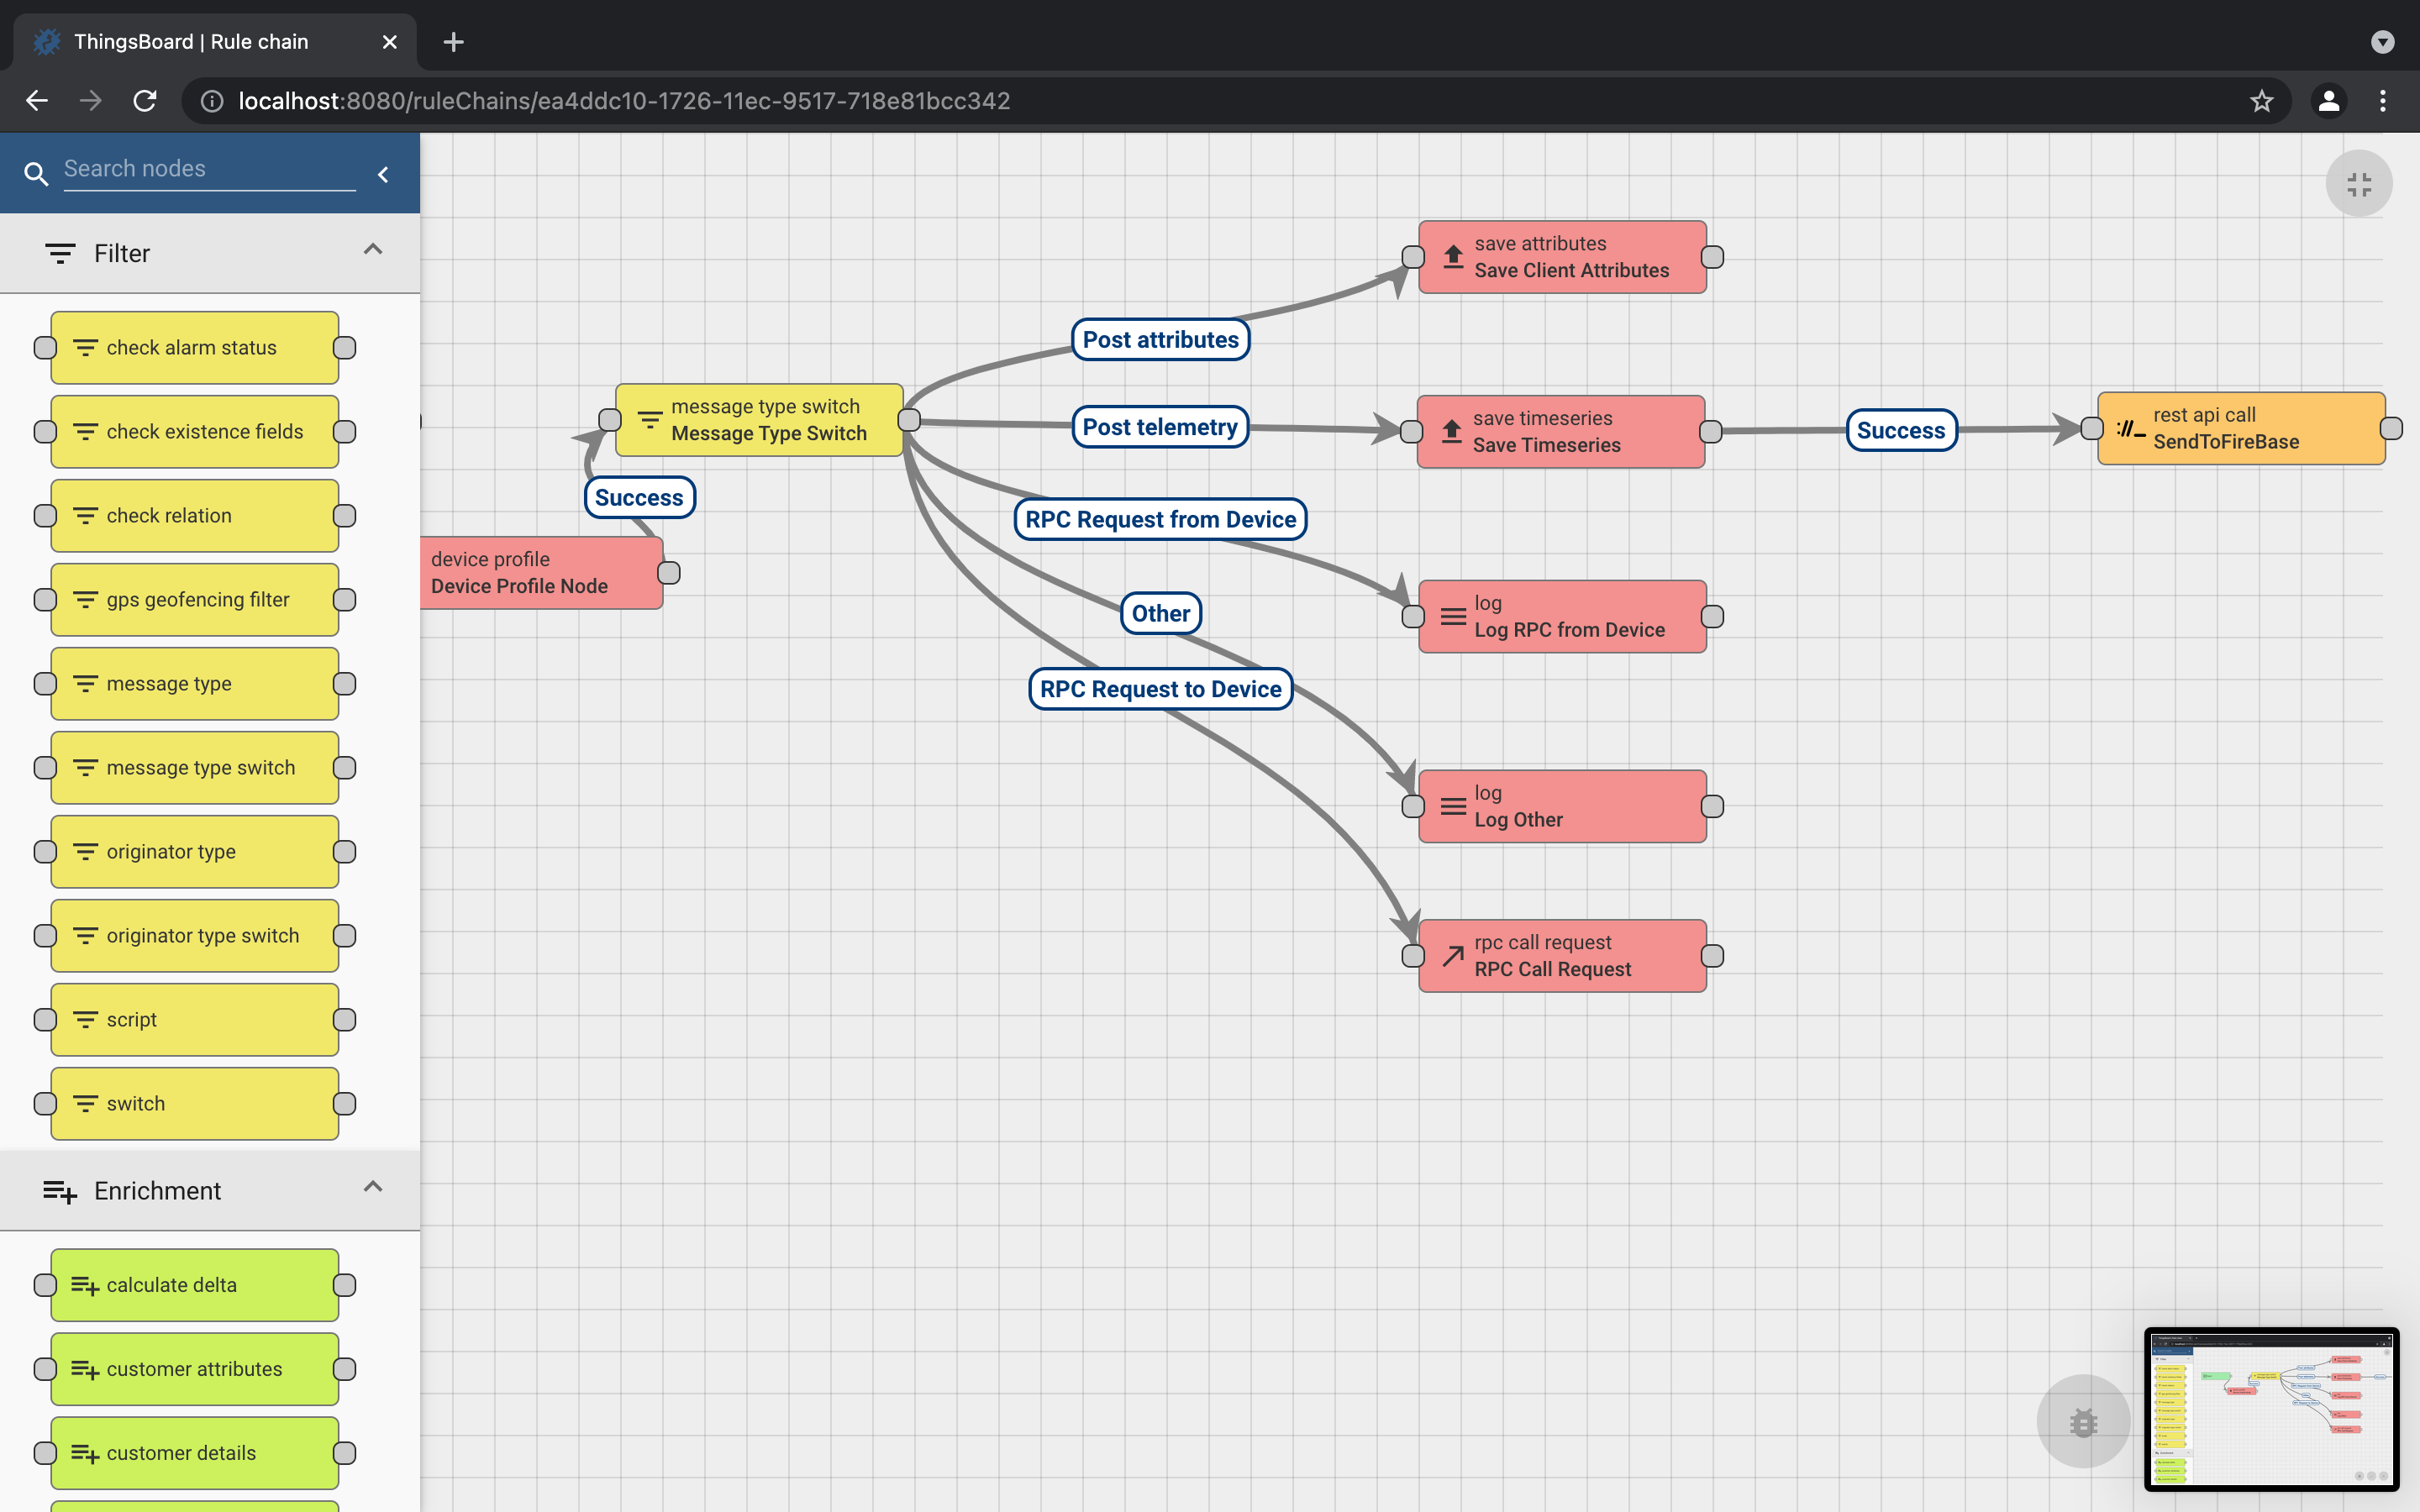 ThingsBoard | Rule chain
localhost:8080/ruleChains/ea4ddc10-1726-11ec-9517-718e81bcc342
Search nodes
Filter
check alarm status
check existence fields
check relation
gps geofencing filter
message type
message type switch
originator type
originator type switch
script
switch
Enrichment
calculate delta
customer attributes
customer details
device profile
Device Profile Node
Success
message type switch
Message Type Switch
Post attributes
Post telemetry
RPC Request from Device
Other
RPC Request to Device
save attributes
Save Client Attributes
save timeseries
Save Timeseries
log
Log RPC from Device
log
Log Other
rpc call request
RPC Call Request
Success
rest api call
SendToFireBase